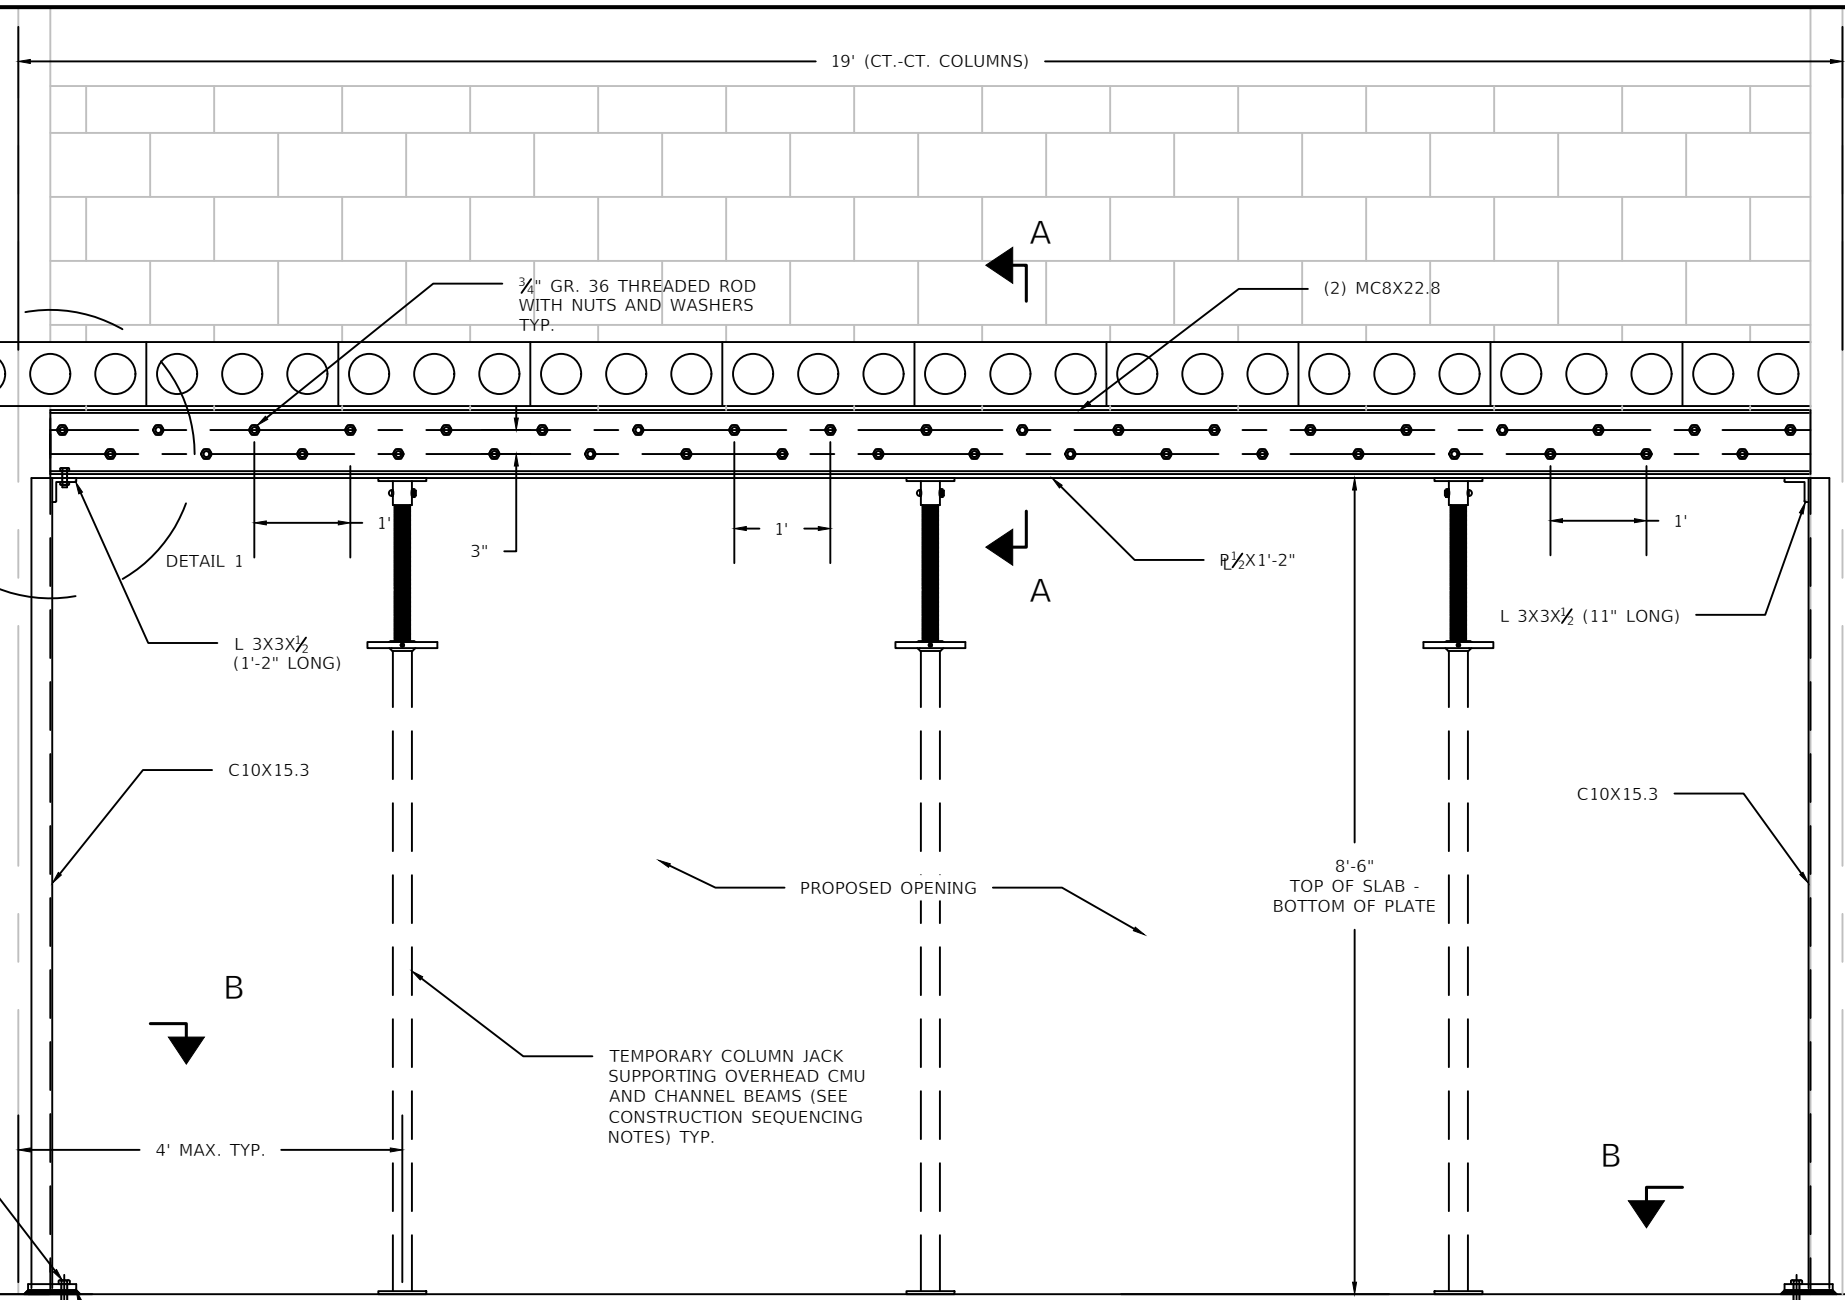 19' (CT.-CT. COLUMNS)
A
3/4" GR. 36 THREADED ROD
WITH NUTS AND WASHERS
TYP.
(2) MC8X22.8
1'
3"
1'
1'
DETAIL 1
A
PL 1/2X1'-2"
L 3X3X1/2
(1'-2" LONG)
L 3X3X1/2 (11" LONG)
C10X15.3
C10X15.3
PROPOSED OPENING
8'-6"
TOP OF SLAB -
BOTTOM OF PLATE
B
TEMPORARY COLUMN JACK
SUPPORTING OVERHEAD CMU
AND CHANNEL BEAMS (SEE
CONSTRUCTION SEQUENCING
NOTES) TYP.
4' MAX. TYP.
B